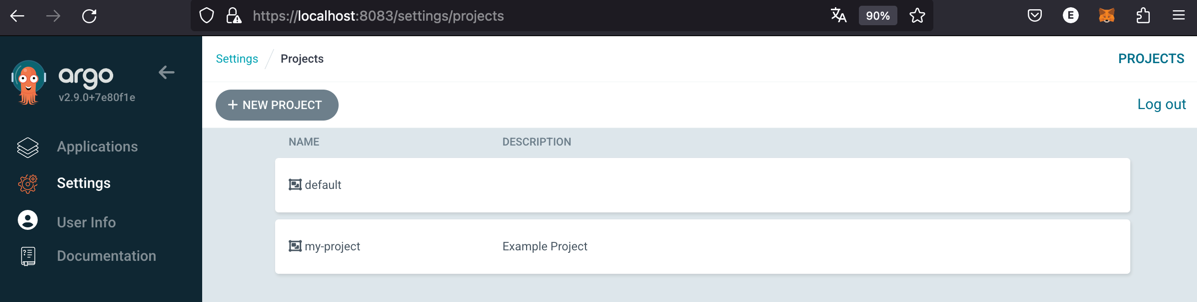 https://localhost:8083/settings/projects
90%
E
argo
v2.9.0+7e80f1e
Applications
Settings
User Info
Documentation
Settings / Projects
PROJECTS
+ NEW PROJECT
Log out
NAME DESCRIPTION
default
my-project Example Project